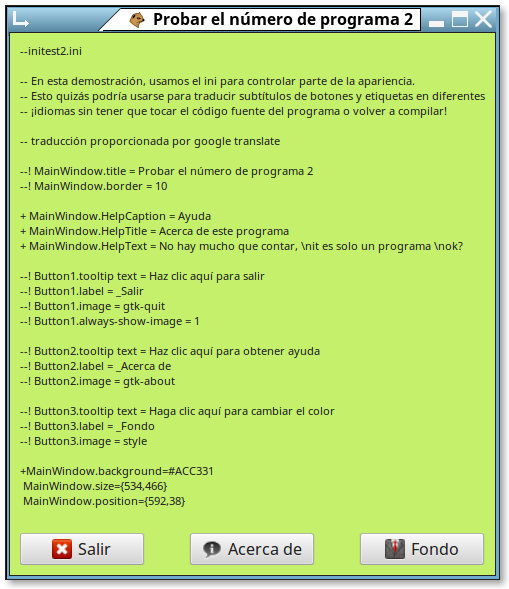 Probar el número de programa 2
--initest2.ini
-- En esta demostración, usamos el ini para controlar parte de la apariencia.
-- Esto quizás podría usarse para traducir subtítulos de botones y etiquetas en diferentes
-- ¡idiomas sin tener que tocar el código fuente del programa o volver a compilar!
-- traducción proporcionada por google translate
--! MainWindow.title = Probar el número de programa 2
--! MainWindow.border = 10
+ MainWindow.HelpCaption = Ayuda
+ MainWindow.HelpTitle = Acerca de este programa
+ MainWindow.HelpText = No hay mucho que contar, \nit es solo un programa \nok?
--! Button1.tooltip text = Haz clic aquí para salir
--! Button1.label = _Salir
--! Button1.image = gtk-quit
--! Button1.always-show-image = 1
--! Button2.tooltip text = Haz clic aquí para obtener ayuda
--! Button2.label = _Acerca de
--! Button2.image = gtk-about
--! Button3.tooltip text = Haga clic aquí para cambiar el color
--! Button3.label = _Fondo
--! Button3.image = style
+MainWindow.background=#ACC331
MainWindow.size={534,466}
MainWindow.position={592,38}
Salir
Acerca de
Fondo